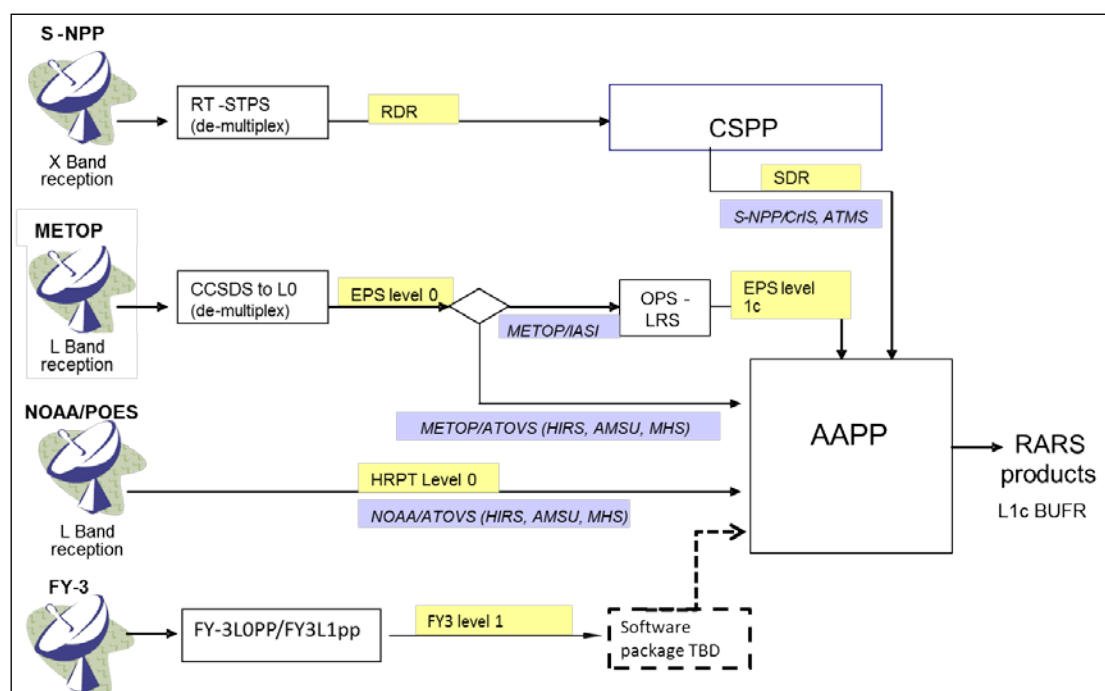 S-NPP
X Band
reception
RT -STPS
(de-multiplex)
RDR
CSPP
SDR
S-NPP/CrIS, ATMS
METOP
L Band
reception
CCSDS to L0
(de-multiplex)
EPS level 0
METOP/IASI
OPS -
LRS
EPS level
1c
METOP/ATOVS (HIRS, AMSU, MHS)
NOAA/POES
L Band
reception
HRPT Level 0
NOAA/ATOVS (HIRS, AMSU, MHS)
AAPP
RARS
products
L1c BUFR
FY-3
FY-3L0PP/FY3L1pp
FY3 level 1
Software
package TBD